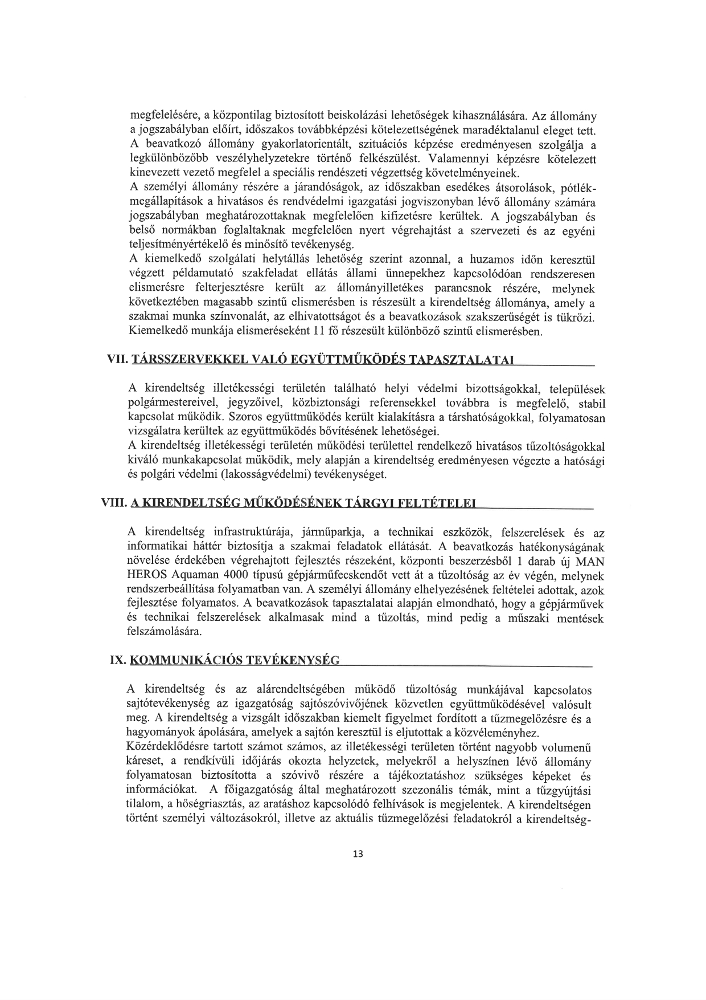 megfelelésére, a központilag biztosított beiskolázási lehetőségek kihasználására. Az állomány
a jogszabályban előírt, időszakos továbbképzési kötelezettségének maradéktalanul eleget tett.
A beavatkozó állomány gyakorlatorientált, szituációs képzése eredményesen szolgálja a
legkülönbözőbb veszélyhelyzetekre történő felkészülést. Valamennyi képzésre kötelezett
kinevezett vezető megfelel a speciális rendészeti végzettség követelményeinek.
A személyi állomány részére a járandóságok, az időszakban esedékes átsorolások, pótlék-
megállapítások a hivatásos és rendvédelmi igazgatási jogviszonyban lévő állomány számára
jogszabályban meghatározottaknak megfelelően kifizetésre kerültek. A jogszabályban és
belső normákban foglaltaknak megfelelően nyert végrehajtást a szervezeti és az egyéni
teljesítményértékelő és minősítő tevékenység.
A kiemelkedő szolgálati helytállás lehetőség szerint azonnal, a huzamos időn keresztül
végzett példamutató szakfeladat ellátás állami ünnepekhez kapcsolódóan rendszeresen
elismerésre felterjesztésre került az állományilletékes parancsnok részére, melynek
következtében magasabb szintű elismerésben is részesült a kirendeltség állománya, amely a
szakmai munka színvonalát, az elhivatottságot és a beavatkozások szakszerűségét is tükrözi.
Kiemelkedő munkája elismeréseként 11 fő részesült különböző szintű elismerésben.
VII. TÁRSSZERVEKKEL VALÓ EGYÜTTMŰKÖDÉS TAPASZTALATAI
A kirendeltség illetékességi területén található helyi védelmi bizottságokkal, települések
polgármestereivel, jegyzőivel, közbiztonsági referensekkel továbbra is megfelelő, stabil
kapcsolat működik. Szoros együttműködés került kialakításra a társhatóságokkal, folyamatosan
vizsgálatra kerültek az együttműködés bővítésének lehetőségei.
A kirendeltség illetékességi területén működési területtel rendelkező hivatásos tűzoltóságokkal
kiváló munkakapcsolat működik, mely alapján a kirendeltség eredményesen végezte a hatósági
és polgári védelmi (lakosságvédelmi) tevékenységet.
VIII. A KIRENDELTSÉG MŰKÖDÉSÉNEK TÁRGYI FELTÉTELEI
A kirendeltség infrastruktúrája, járműparkja, a technikai eszközök, felszerelések és az
informatikai háttér biztosítja a szakmai feladatok ellátását. A beavatkozás hatékonyságának
növelése érdekében végrehajtott fejlesztés részeként, központi beszerzésből 1 darab új MAN
HEROS Aquaman 4000 típusú gépjárműfecskendőt vett át a tűzoltóság az év végén, melynek
rendszerbeállítása folyamatban van. A személyi állomány elhelyezésének feltételei adottak, azok
fejlesztése folyamatos. A beavatkozások tapasztalatai alapján elmondható, hogy a gépjárművek
és technikai felszerelések alkalmasak mind a tűzoltás, mind pedig a műszaki mentések
felszámolására.
IX. KOMMUNIKÁCIÓS TEVÉKENYSÉG
A kirendeltség és az alárendeltségében működő tűzoltóság munkájával kapcsolatos
sajtótevékenység az igazgatóság sajtószóvivőjének közvetlen együttműködésével valósult
meg. A kirendeltség a vizsgált időszakban kiemelt figyelmet fordított a tűzmegelőzésre és a
hagyományok ápolására, amelyek a sajtón keresztül is eljutottak a közvéleményhez.
Közérdeklődésre tartott számot számos, az illetékességi területen történt nagyobb volumenű
káreset, a rendkívüli időjárás okozta helyzetek, melyekről a helyszínen lévő állomány
folyamatosan biztosította a szóvivő részére a tájékoztatáshoz szükséges képeket és
információkat. A főigazgatóság által meghatározott szezonális témák, mint a tűzgyújtási
tilalom, a hőségriasztás, az aratáshoz kapcsolódó felhívások is megjelentek. A kirendeltségen
történt személyi változásokról, illetve az aktuális tűzmegelőzési feladatokról a kirendeltség-
13